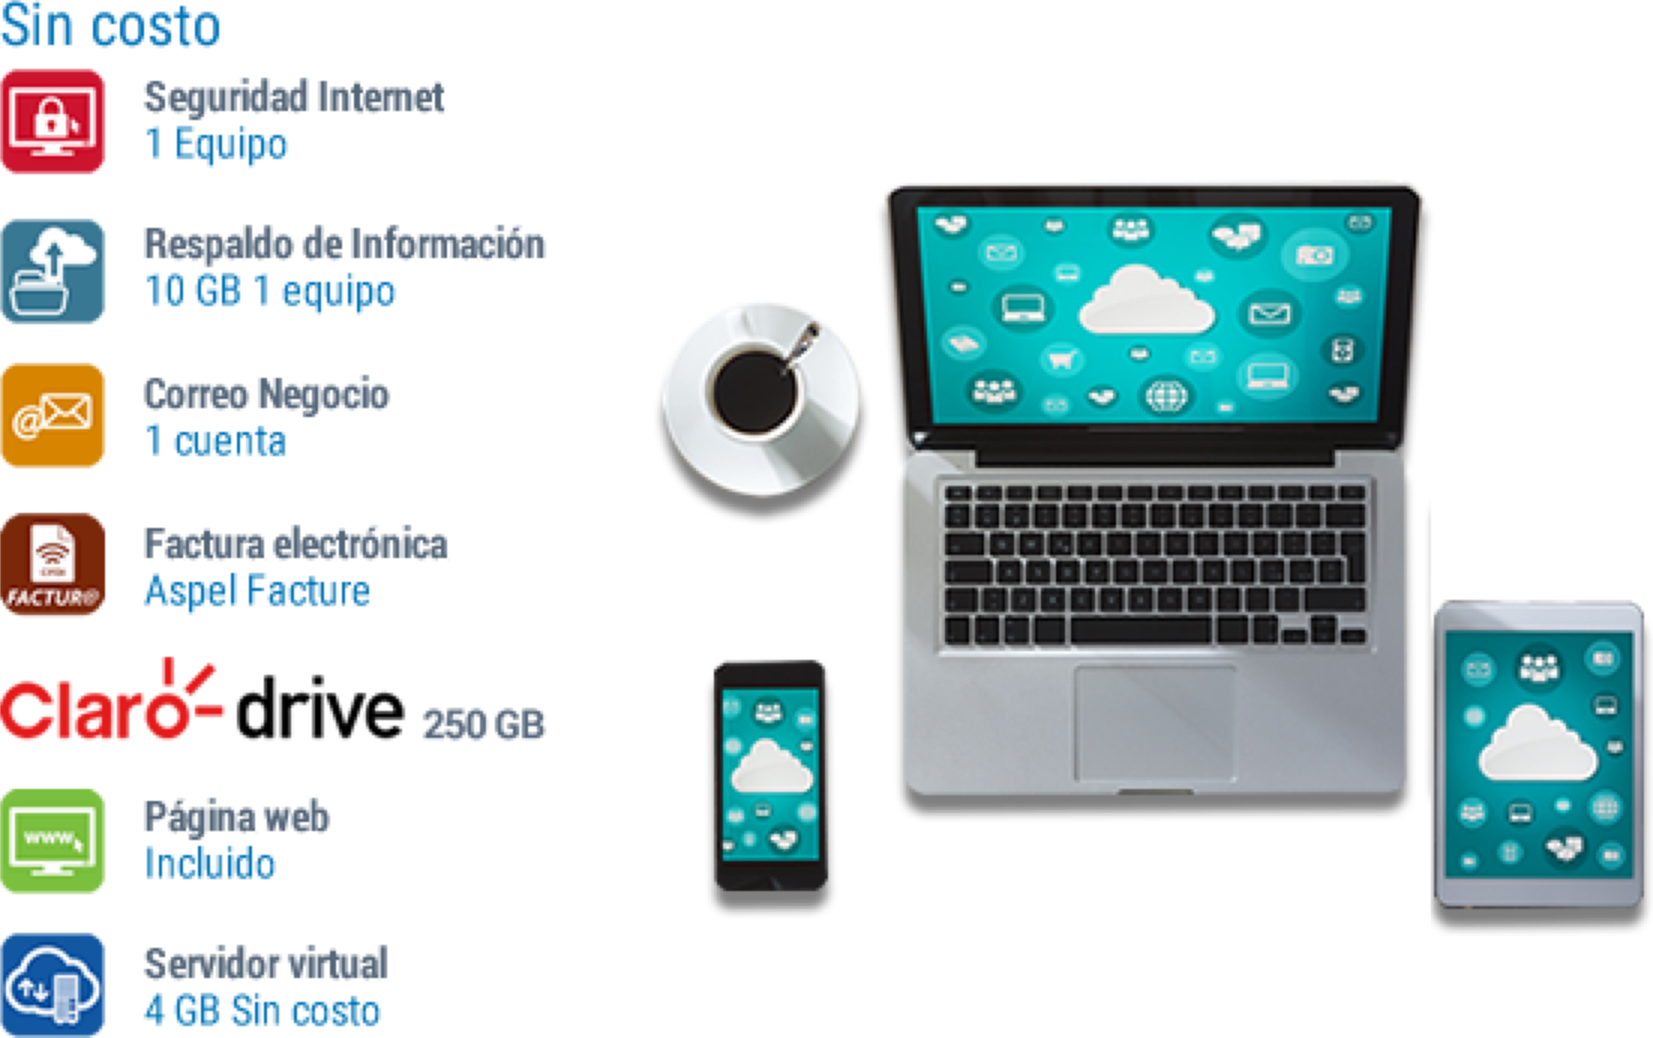 Sin costo
Seguridad Internet
1 Equipo
Respaldo de Información
10 GB 1 equipo
Correo Negocio
1 cuenta
Factura electrónica
Aspel Facture
FACTUR@
Claro-drive 250 GB
Página web
Incluido
www
Servidor virtual
4 GB Sin costo